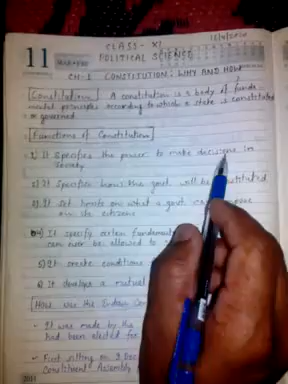 CLASS - XI
POLITICAL SCIENCE
11
CH-1 CONSTITUTION: WHY AND HOW?
Constitution A constitution is a body of funda-
mental principles according to which a state is constituted
or governed
Functions of Constitution
1) It specifies the power to make decisions in
society
2) It specifies how the govt. will be constituted
3) It set limits on what a govt. can
on its citizens
4) It specify certain
can ever be allowed to
5) It create conditions
6) It develops a mutual
How was the Indian
- It was made by the
had been elected for
- First sitting on 9 Dec
Constituent Assembly
2011